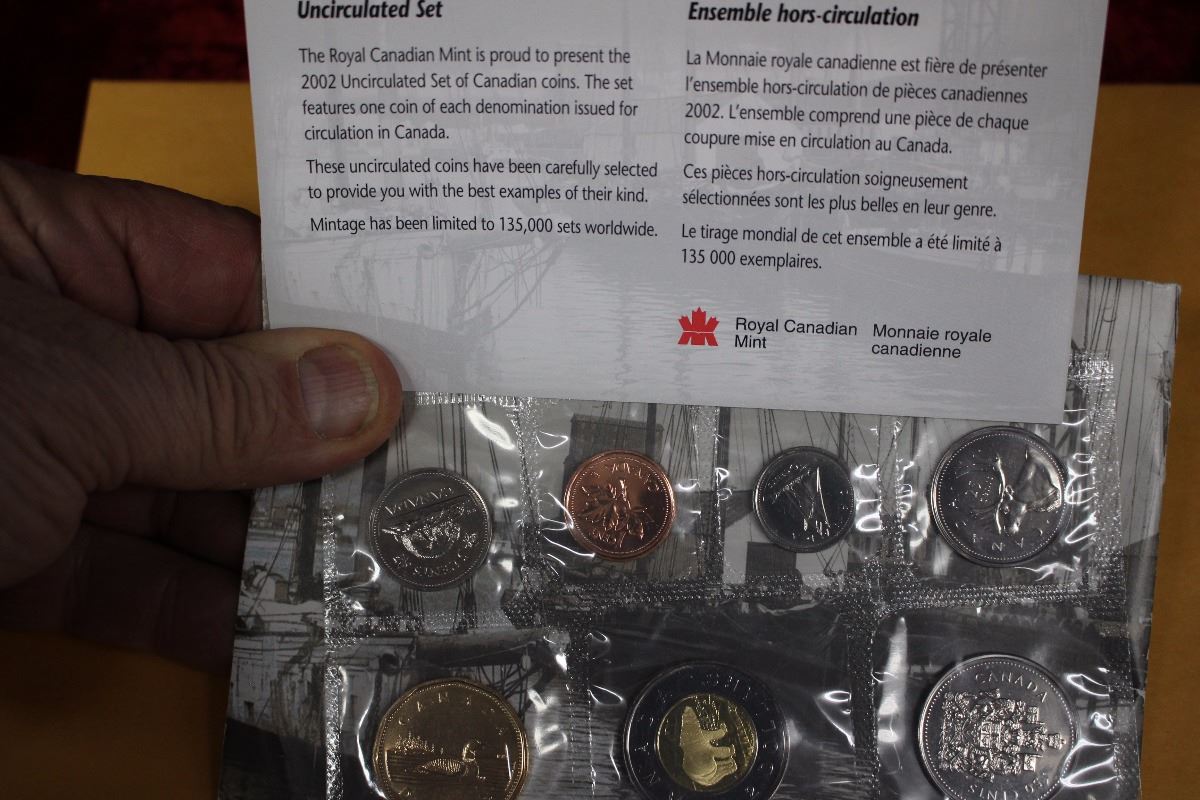 Uncirculated Set
The Royal Canadian Mint is proud to present the
2002 Uncirculated Set of Canadian coins. The set
features one coin of each denomination issued for
circulation in Canada.
These uncirculated coins have been carefully selected
to provide you with the best examples of their kind.
Mintage has been limited to 135,000 sets worldwide.
Ensemble hors-circulation
La Monnaie royale canadienne est fière de présenter
l'ensemble hors-circulation de pièces canadiennes
2002. L'ensemble comprend une pièce de chaque
coupure mise en circulation au Canada.
Ces pièces hors-circulation soigneusement
sélectionnées sont les plus belles en leur genre.
Le tirage mondial de cet ensemble a été limité à
135 000 exemplaires.
Royal Canadian
Mint
Monnaie royale
canadienne
CANADA
CANADA
CANADA
CANADA
50 CENTS